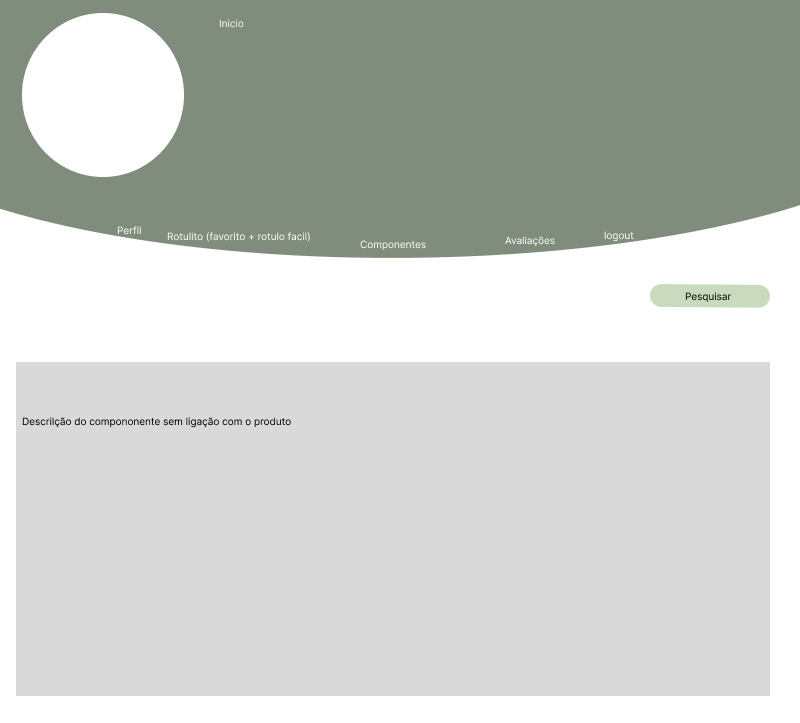 Inicio
Perfil
Rotulito (favorito + rotulo facil)
Componentes
Avaliações
logout
Pesquisar
Descrilção do compononente sem ligação com o produto